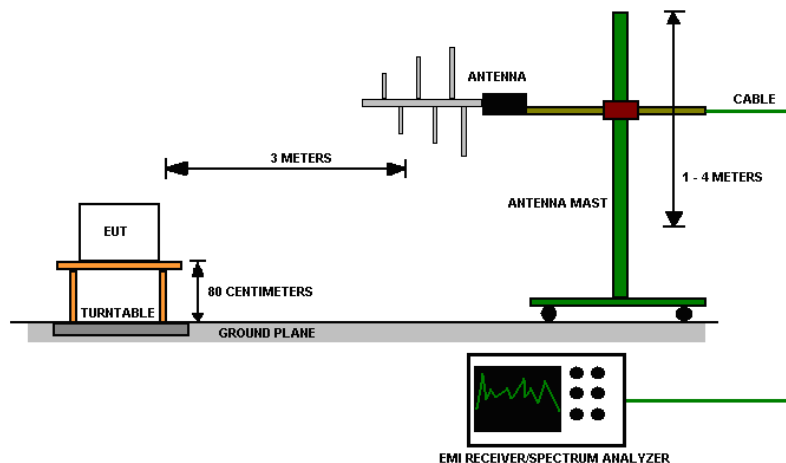 ANTENNA
CABLE
3 METERS
1 - 4 METERS
ANTENNA MAST
EUT
80 CENTIMETERS
TURNTABLE
GROUND PLANE
EMI RECEIVER/SPECTRUM ANALYZER